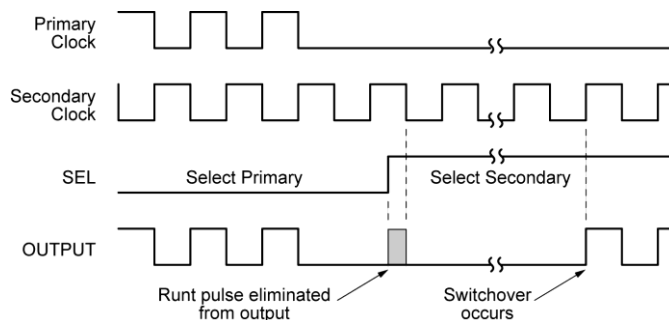 Primary
Clock
Secondary
Clock
SEL
Select Primary
Select Secondary
OUTPUT
Runt pulse eliminated
from output
Switchover
occurs